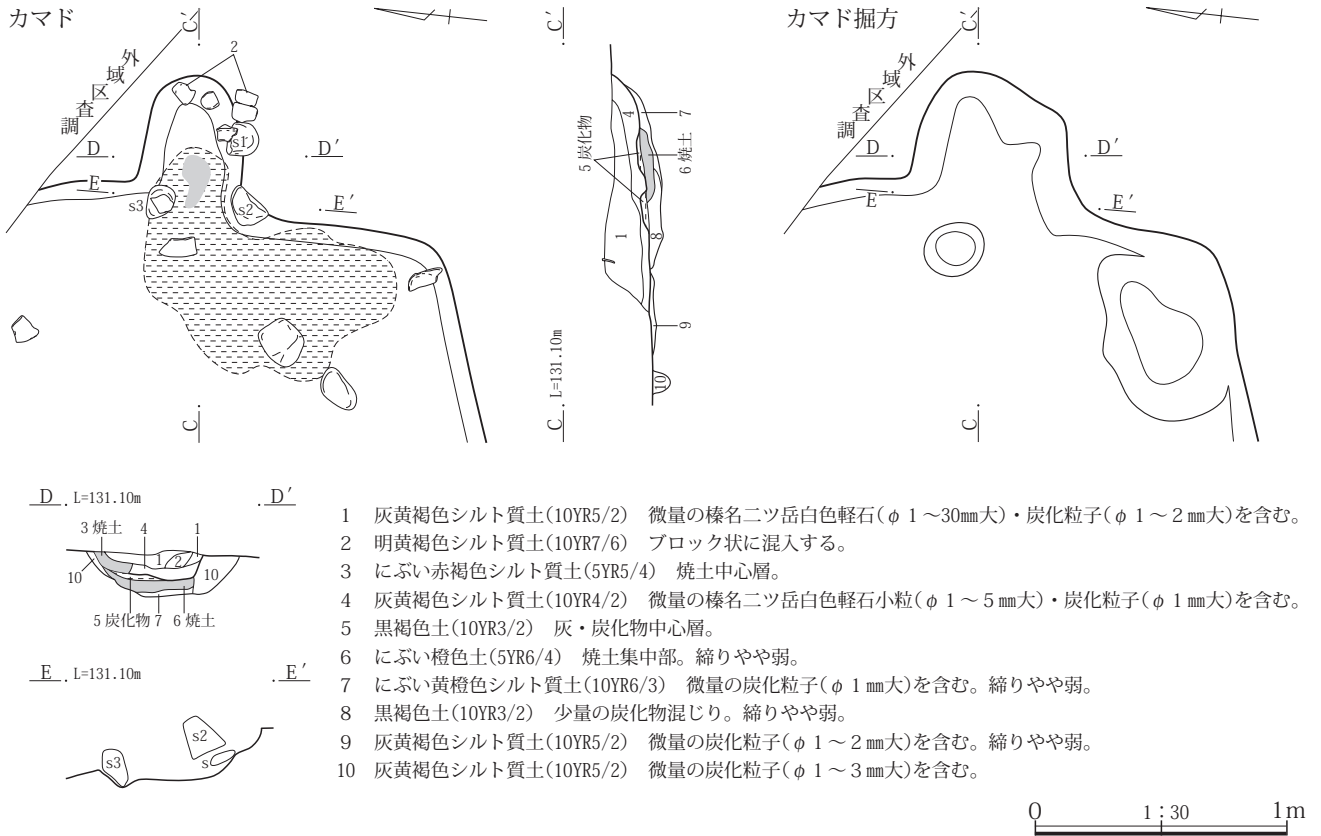 カマド
C′
2
調査区域外
s1
D
D′
E
E′
s3
s2
C
C′
4
7
5 炭化物
6 焼土
1
8
9
10
C
L=131.10m
カマド掘方
C′
調査区域外
D
D′
E
E′
C
D L=131.10m D′
3 焼土 4 1
1 2
10 10
5 炭化物 7 6 焼土
E L=131.10m E′
s2
s
s3
1 灰黄褐色シルト質土(10YR5/2) 微量の榛名二ツ岳白色軽石(φ1～30㎜大)・炭化粒子(φ1～2㎜大)を含む。
2 明黄褐色シルト質土(10YR7/6) ブロック状に混入する。
3 にぶい赤褐色シルト質土(5YR5/4) 焼土中心層。
4 灰黄褐色シルト質土(10YR4/2) 微量の榛名二ツ岳白色軽石小粒(φ1～5㎜大)・炭化粒子(φ1㎜大)を含む。
5 黒褐色土(10YR3/2) 灰・炭化物中心層。
6 にぶい橙色土(5YR6/4) 焼土集中部。締りやや弱。
7 にぶい黄橙色シルト質土(10YR6/3) 微量の炭化粒子(φ1㎜大)を含む。締りやや弱。
8 黒褐色土(10YR3/2) 少量の炭化物混じり。締りやや弱。
9 灰黄褐色シルト質土(10YR5/2) 微量の炭化粒子(φ1～2㎜大)を含む。締りやや弱。
10 灰黄褐色シルト質土(10YR5/2) 微量の炭化粒子(φ1～3㎜大)を含む。
0 1：30 1m